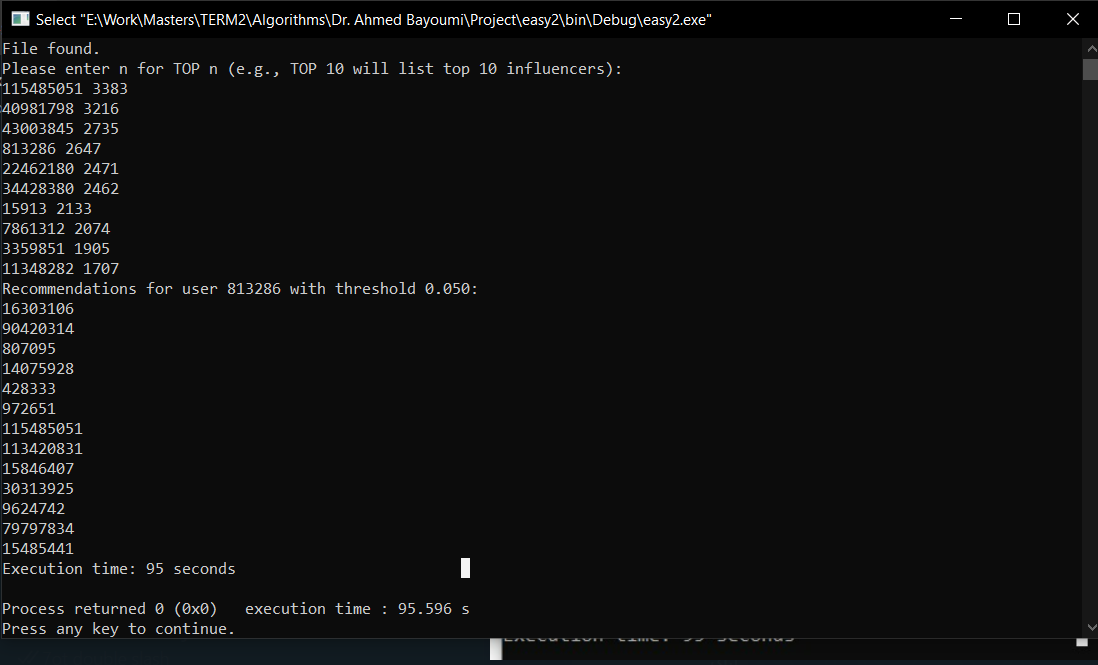 Select "E:\Work\Masters\TERM2\Algorithms\Dr. Ahmed Bayoumi\Project\easy2\bin\Debug\easy2.exe"
File found.
Please enter n for TOP n (e.g., TOP 10 will list top 10 influencers):
115485051 3383
40981798 3216
43003845 2735
813286 2647
22462180 2471
34428380 2462
15913 2133
7861312 2074
3359851 1905
11348282 1707
Recommendations for user 813286 with threshold 0.050:
16303106
90420314
807095
14075928
428333
972651
115485051
113420831
15846407
30313925
9624742
79797834
15485441
Execution time: 95 seconds
Process returned 0 (0x0)   execution time : 95.596 s
Press any key to continue.
Execution time: 99 seconds